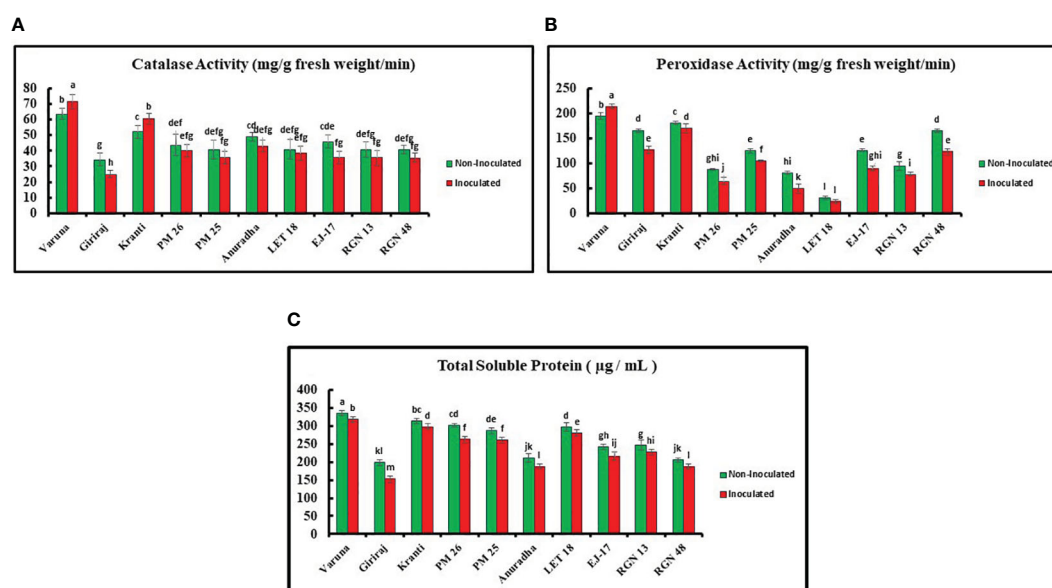 A
Catalase Activity (mg/g fresh weight/min)
80
70
60
50
40
30
20
10
0
b a
g h
c b
def efg
defg fg
cd defg
defg efg
cde fg
defg fg
defg fg
Varuna
Giriraj
Kranti
PM 26
PM 25
Anuradha
LET 18
EJ-17
RGN 13
RGN 48
Non-Inoculated
Inoculated
B
Peroxidase Activity (mg/g fresh weight/min)
250
200
150
100
50
0
b a
d e
c d
ghi j
e f
hi k
l l
e ghi
g i
d e
Varuna
Giriraj
Kranti
PM 26
PM 25
Anuradha
LET 18
EJ-17
RGN 13
RGN 48
Non-Inoculated
Inoculated
C
Total Soluble Protein ( µg / mL )
400
350
300
250
200
150
100
50
0
a b
kl m
bc d
cd f
de f
jk l
d e
gh ij
g hi
jk l
Varuna
Giriraj
Kranti
PM 26
PM 25
Anuradha
LET 18
EJ-17
RGN 13
RGN 48
Non-Inoculated
Inoculated